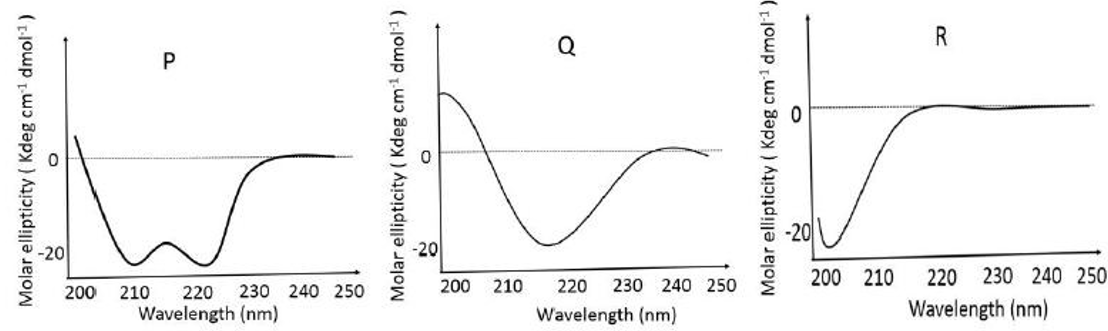 P
Molar ellipticity ( Kdeg cm-1 dmol-1)
0
-20
200 210 220 230 240 250
Wavelength (nm)
Q
Molar ellipticity ( Kdeg cm-1 dmol-1)
0
-20
200 210 220 230 240 250
Wavelength (nm)
R
Molar ellipticity ( Kdeg cm-1 dmol-1)
0
-20
200 210 220 230 240 250
Wavelength (nm)